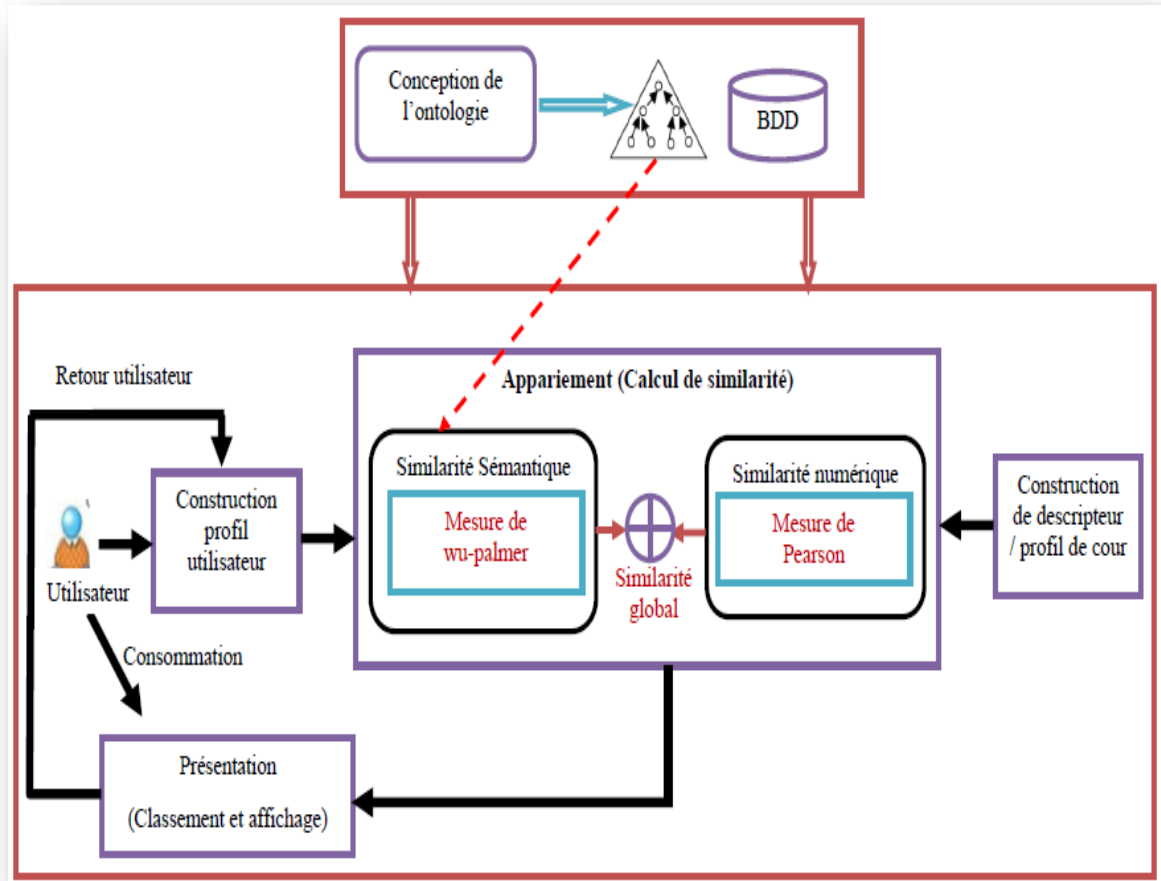 Conception de
l'ontologie
BDD
Retour utilisateur
Appariement (Calcul de similarité)
Similarité Sémantique
Mesure de
wu-palmer
Similarité numérique
Mesure de
Pearson
Similarité
global
Construction
profil
utilisateur
Construction
de descripteur
/ profil de cour
Utilisateur
Consommation
Présentation
(Classement et affichage)